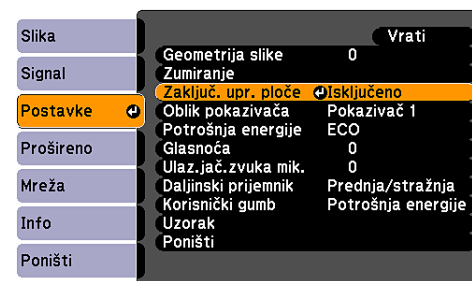 Slika
Signal
Postavke
Prošireno
Mreža
Info
Poništi
Vrati
Geometrija slike 0
Zumiranje
Zaključ. upr. ploče Isključeno
Oblik pokazivača Pokazivač 1
Potrošnja energije ECO
Glasnoća 0
Ulaz.jač.zvuka mik. 0
Daljinski prijemnik Prednja/stražnja
Korisnički gumb Potrošnja energije
Uzorak
Poništi